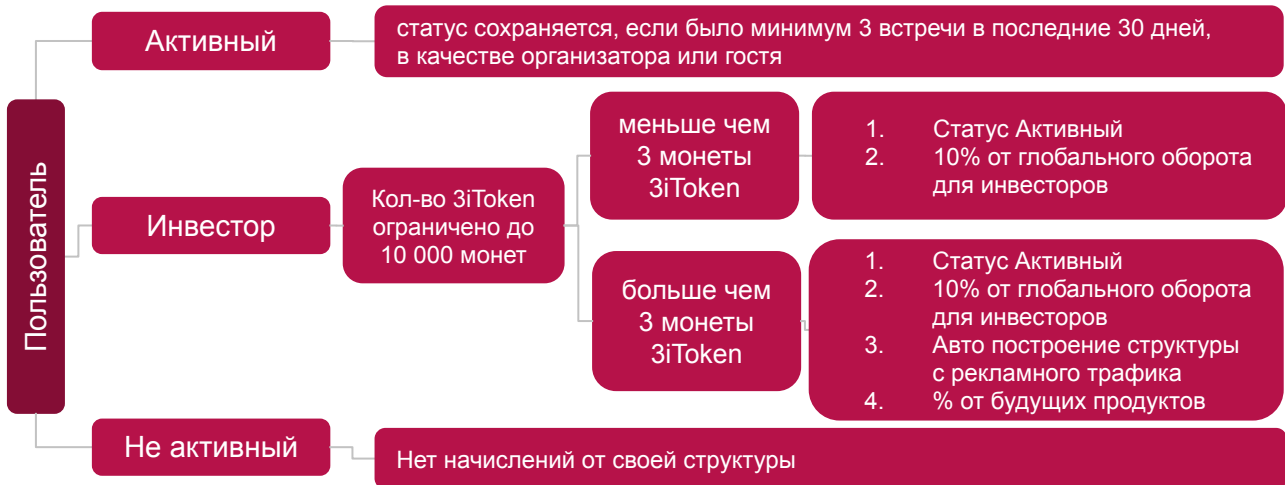 Пользователь
Активный
статус сохраняется, если было минимум 3 встречи в последние 30 дней,
в качестве организатора или гостя
Инвестор
Кол-во 3iToken
ограничено до
10 000 монет
меньше чем
3 монеты
3iToken
1. Статус Активный
2. 10% от глобального оборота
для инвесторов
больше чем
3 монеты
3iToken
1. Статус Активный
2. 10% от глобального оборота
для инвесторов
3. Авто построение структуры
с рекламного трафика
4. % от будущих продуктов
Не активный
Нет начислений от своей структуры